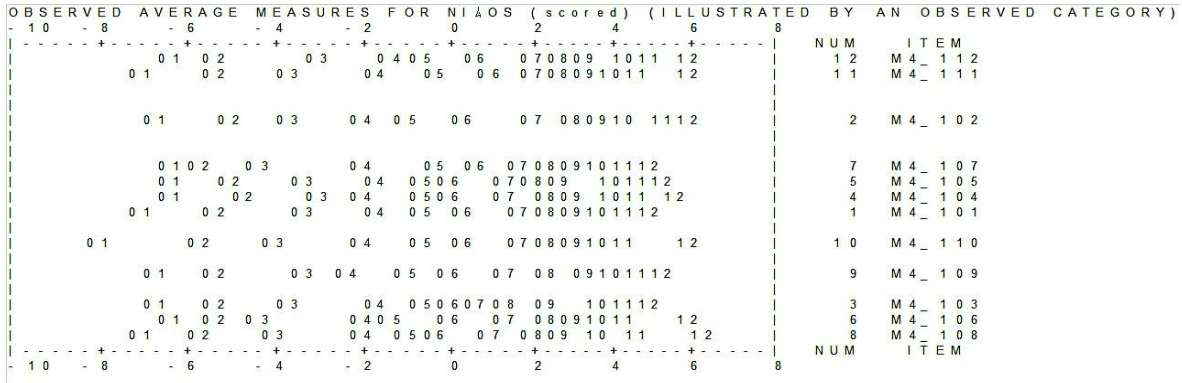 OBSERVED AVERAGE MEASURES FOR NIÑOS (scored) (ILLUSTRATED BY AN OBSERVED CATEGORY)
-10 -8 -6 -4 -2 0 2 4 6 8
|-----+-----+-----+-----+-----+-----+-----+-----+-----| NUM ITEM
| 01 02 03 0405 06 070809 1011 12 | 12 M4_112
| 01 02 03 04 05 06 0708091011 12 | 11 M4_111
| |
| |
| 01 02 03 04 05 06 07 080910 1112 | 2 M4_102
| |
| |
| 0102 03 04 05 06 070809101112 | 7 M4_107
| 01 02 03 04 0506 070809 101112 | 5 M4_105
| 01 02 03 04 0506 07 0809 1011 12 | 4 M4_104
| 01 02 03 04 05 06 070809101112 | 1 M4_101
| |
| 01 02 03 04 05 06 0708091011 12 | 10 M4_110
| |
| 01 02 03 04 05 06 07 08 09101112 | 9 M4_109
| |
| 01 02 03 04 05060708 09 101112 | 3 M4_103
| 01 02 03 0405 06 07 08091011 12 | 6 M4_106
| 01 02 03 04 0506 07 0809 10 11 12 | 8 M4_108
|-----+-----+-----+-----+-----+-----+-----+-----+-----| NUM ITEM
-10 -8 -6 -4 -2 0 2 4 6 8